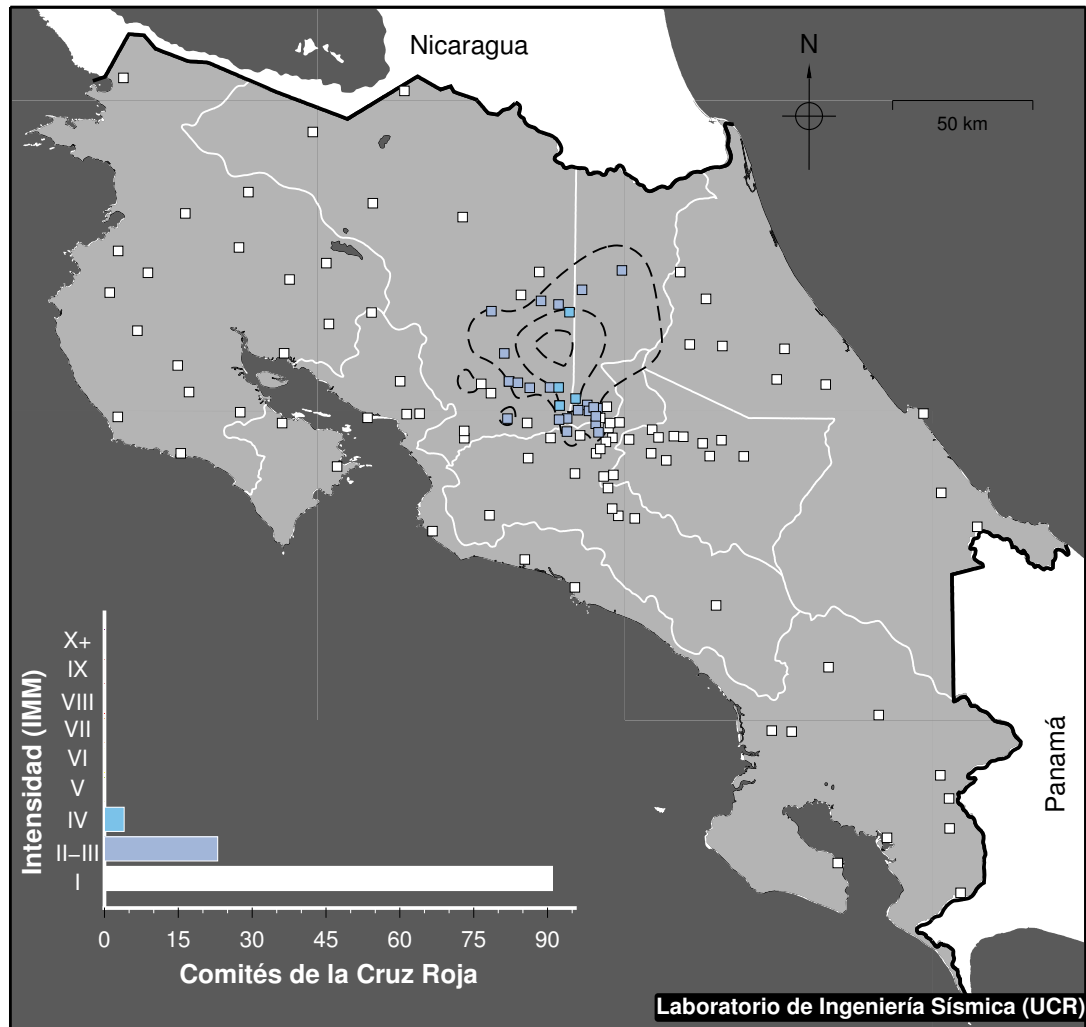 Nicaragua
N
50 km
Panamá
Intensidad (IMM)
X+
IX
VIII
VII
VI
V
IV
II–III
I
0 15 30 45 60 75 90
Comités de la Cruz Roja
Laboratorio de Ingeniería Sísmica (UCR)